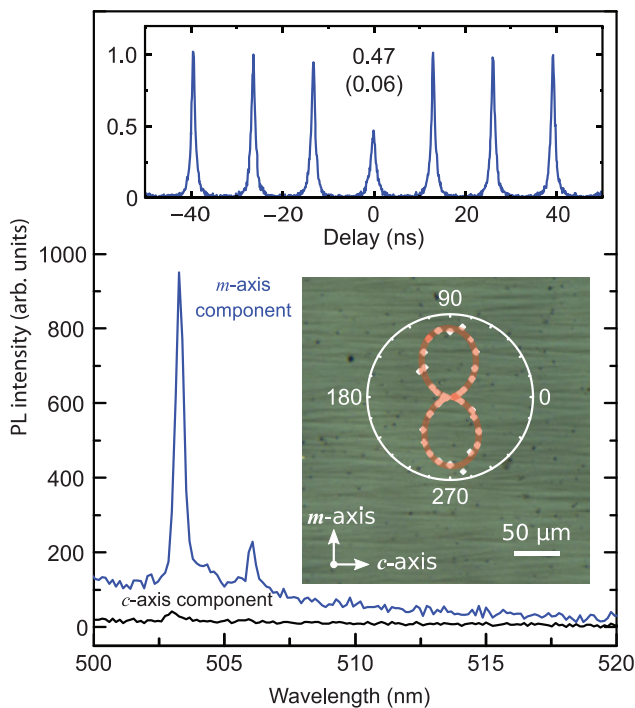 1.0
0.5
0
0.47
(0.06)
−40
−20
0
20
40
Delay (ns)
PL intensity (arb. units)
1000
800
600
400
200
0
m-axis
component
90
180
0
270
m-axis
c-axis
50 μm
c-axis component
500
505
510
515
520
Wavelength (nm)